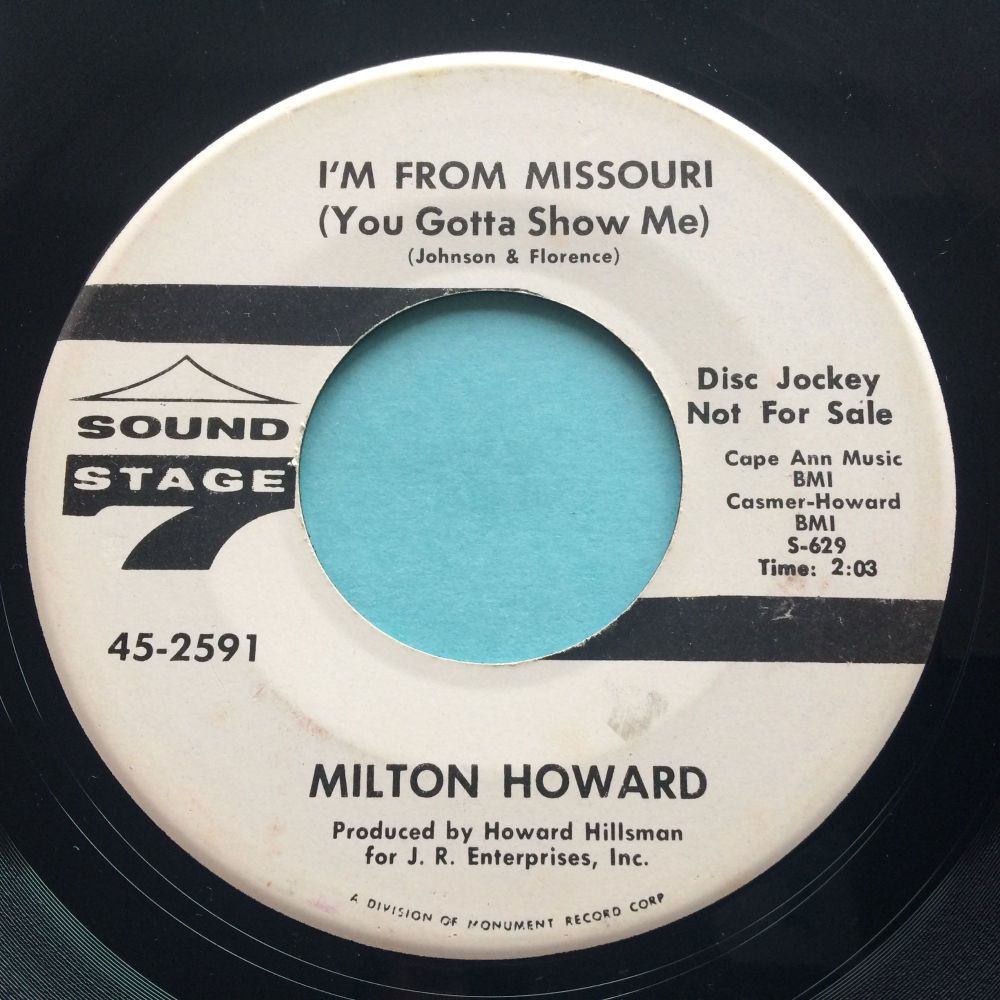 I'M FROM MISSOURI
(You Gotta Show Me)
(Johnson & Florence)
SOUND
STAGE
7
Disc Jockey
Not For Sale
Cape Ann Music
BMI
Casmer-Howard
BMI
S-629
Time: 2:03
45-2591
MILTON HOWARD
Produced by Howard Hillsman
for J. R. Enterprises, Inc.
A DIVISION OF MONUMENT RECORD CORP